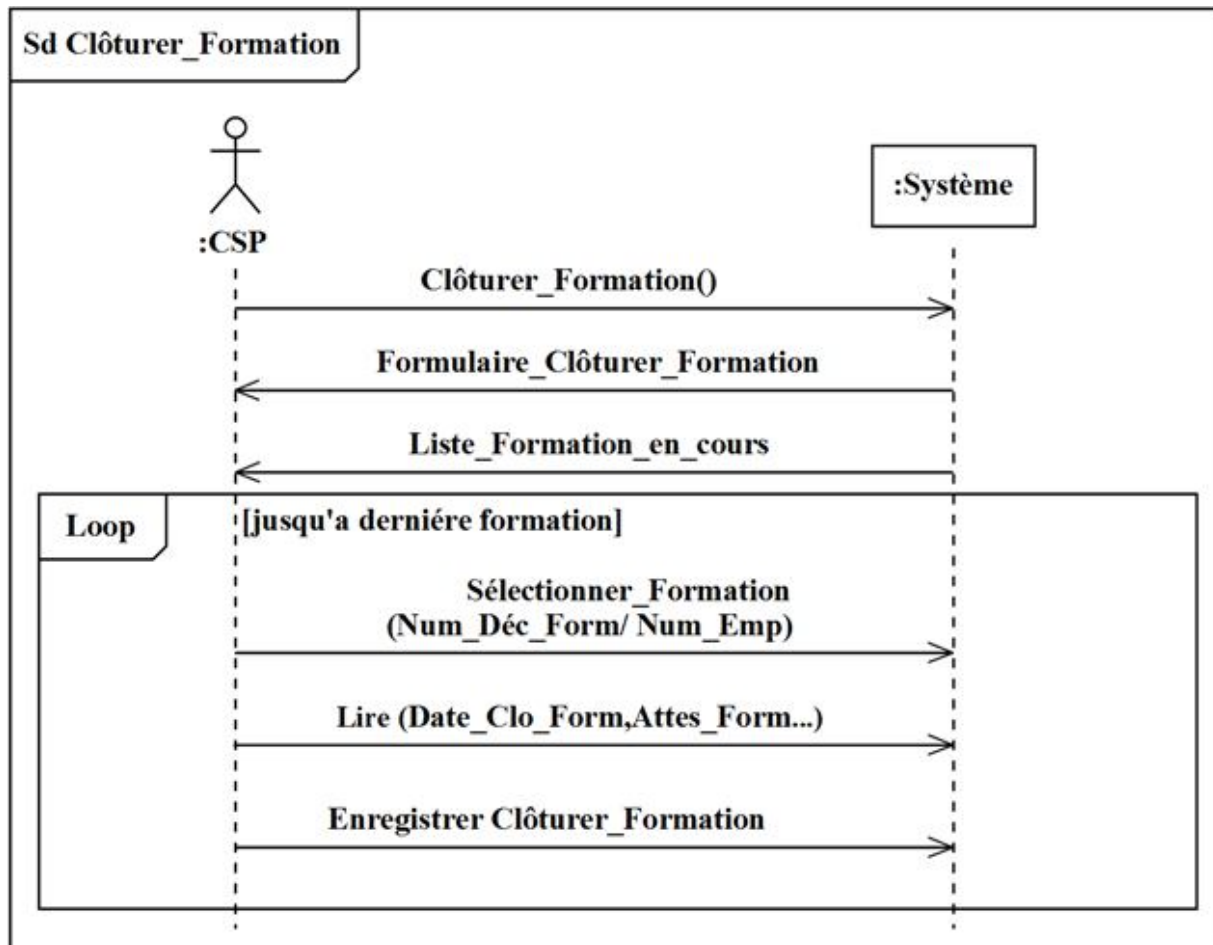 Sd Clôturer_Formation
:CSP
:Système
Clôturer_Formation()
Formulaire_Clôturer_Formation
Liste_Formation_en_cours
Loop
[jusqu'a derniére formation]
Sélectionner_Formation
(Num_Déc_Form/ Num_Emp)
Lire (Date_Clo_Form,Attes_Form...)
Enregistrer Clôturer_Formation